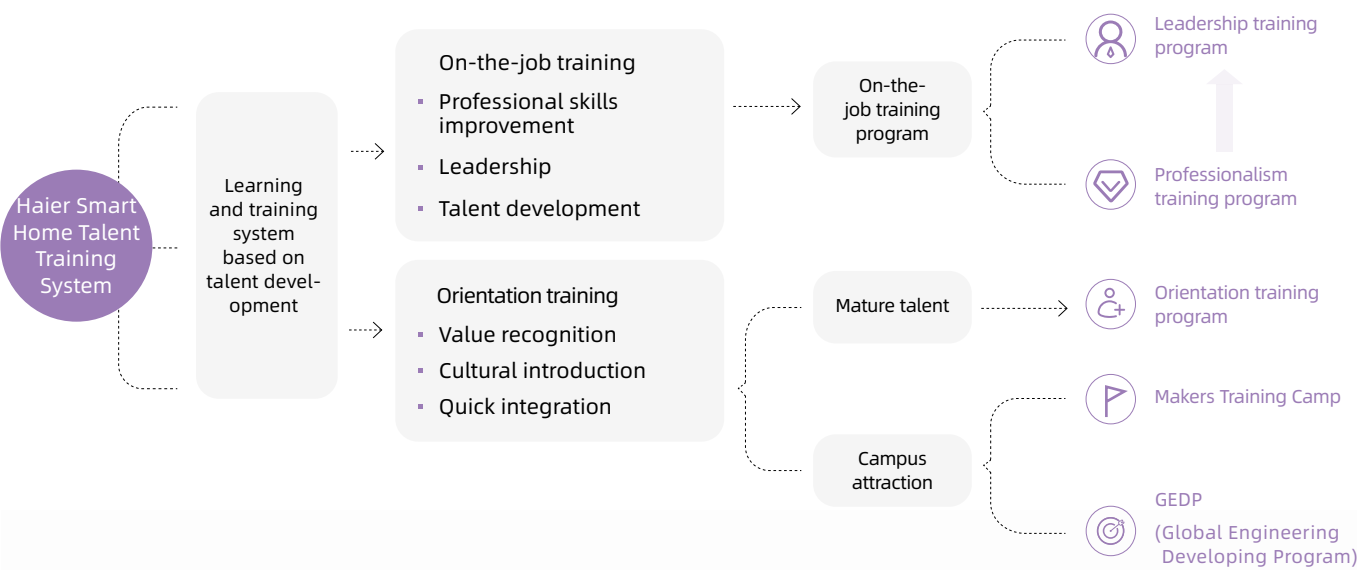 Haier Smart
Home Talent
Training
System
Learning
and training
system
based on
talent devel-
opment
On-the-job training
Professional skills
improvement
Leadership
Talent development
Orientation training
Value recognition
Cultural introduction
Quick integration
On-the-
job training
program
Mature talent
Campus
attraction
Leadership training
program
Professionalism
training program
Orientation training
program
Makers Training Camp
GEDP
(Global Engineering
Developing Program)